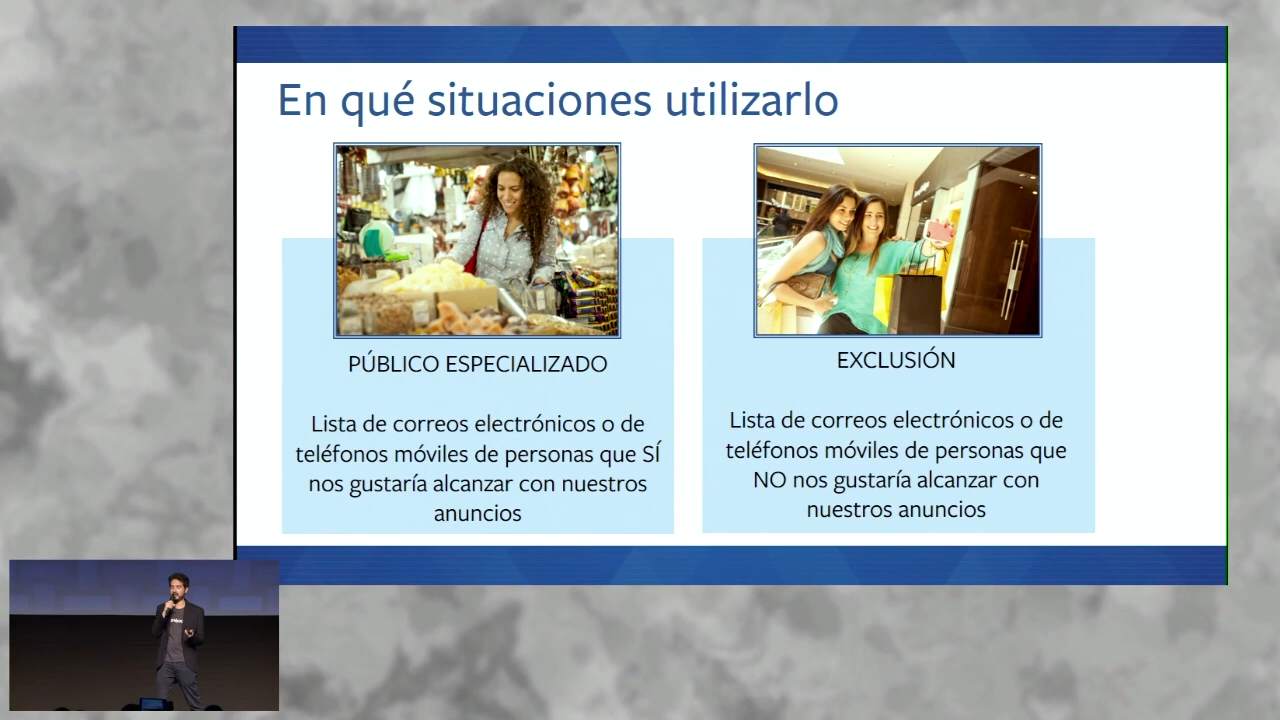 En qué situaciones utilizarlo
PÚBLICO ESPECIALIZADO
Lista de correos electrónicos o de
teléfonos móviles de personas que SÍ
nos gustaría alcanzar con nuestros
anuncios
EXCLUSIÓN
Lista de correos electrónicos o de
teléfonos móviles de personas que
NO nos gustaría alcanzar con
nuestros anuncios